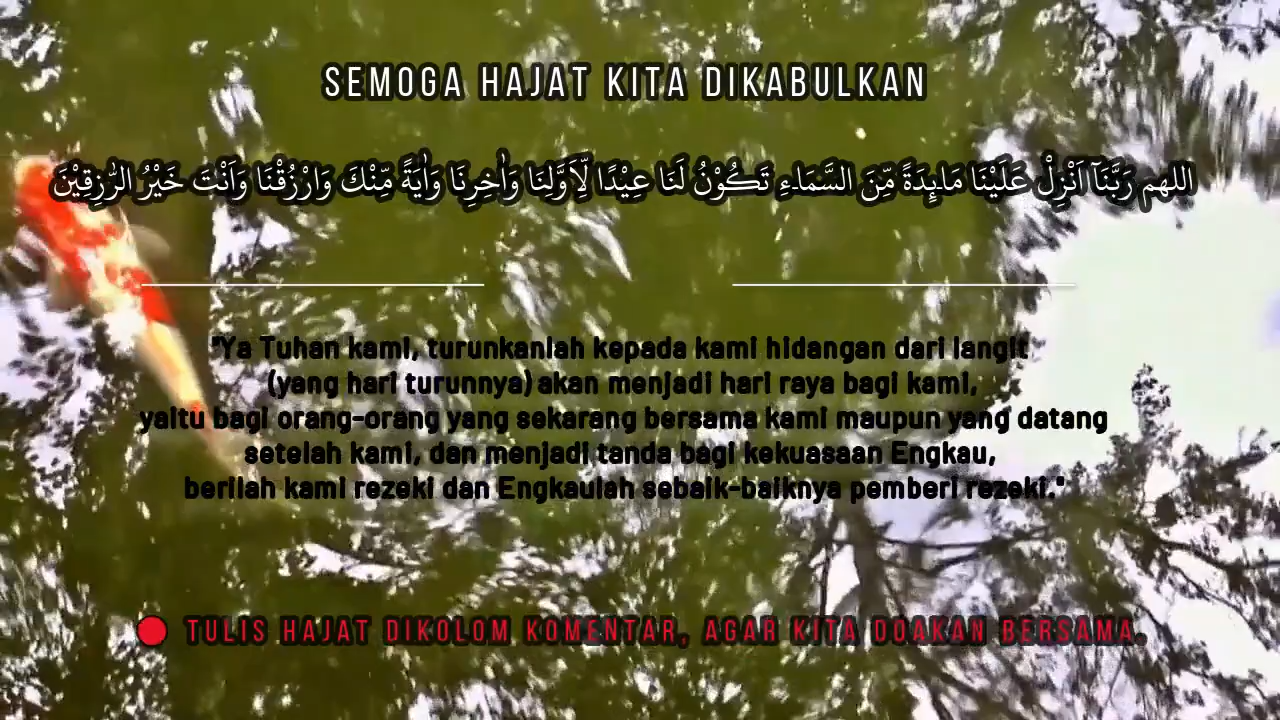 SEMOGA HAJAT KITA DIKABULKAN
اللهم رَبَّنَآ اَنْزِلْ عَلَيْنَا مَاۤىِٕدَةً مِّنَ السَّمَاۤءِ تَكُوْنُ لَنَا عِيْدًا لِّاَوَّلِنَا وَاٰخِرِنَا وَاٰيَةً مِّنْكَ وَارْزُقْنَا وَاَنْتَ خَيْرُ الرّٰزِقِيْنَ
"Ya Tuhan kami, turunkanlah kepada kami hidangan dari langit
(yang hari turunnya) akan menjadi hari raya bagi kami,
yaitu bagi orang-orang yang sekarang bersama kami maupun yang datang
setelah kami, dan menjadi tanda bagi kekuasaan Engkau,
berilah kami rezeki dan Engkaulah sebaik-baiknya pemberi rezeki."
TULIS HAJAT DIKOLOM KOMENTAR, AGAR KITA DOAKAN BERSAMA.